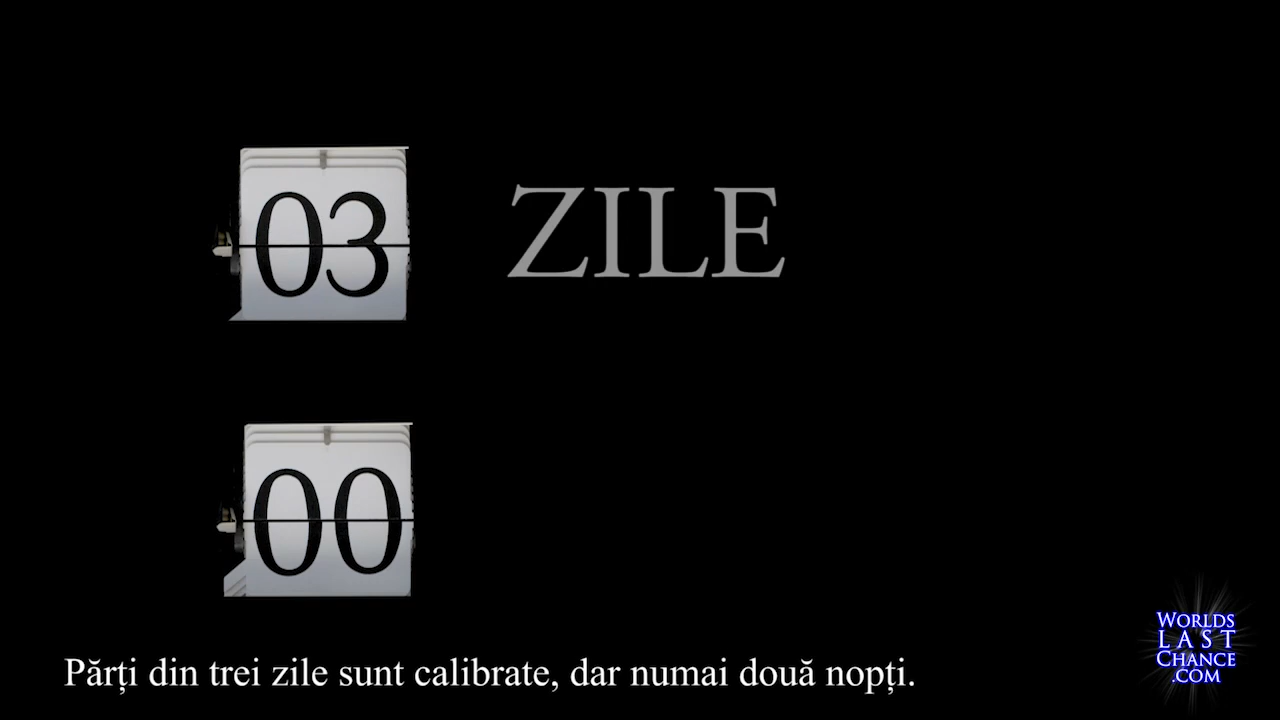 03 ZILE
00
Părți din trei zile sunt calibrate, dar numai două nopți.
WORLDS
LAST
CHANCE
.COM